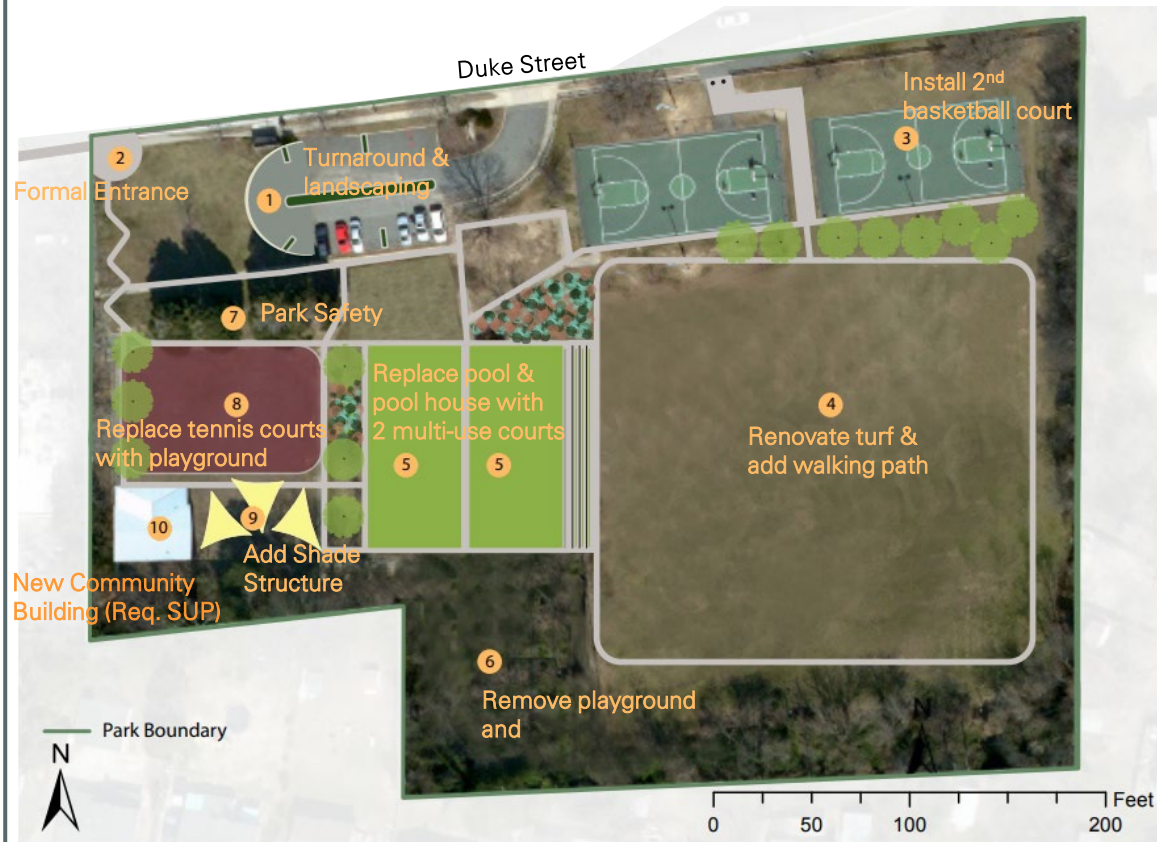 Duke Street
Install 2nd
basketball court
3
2
Formal Entrance
Turnaround &
landscaping
1
7
Park Safety
8
Replace tennis courts
with playground
Replace pool &
pool house with
2 multi-use courts
5
5
4
Renovate turf &
add walking path
10
9
Add Shade
Structure
New Community
Building (Req. SUP)
6
Remove playground
and
Park Boundary
N
N
Feet
0
50
100
200